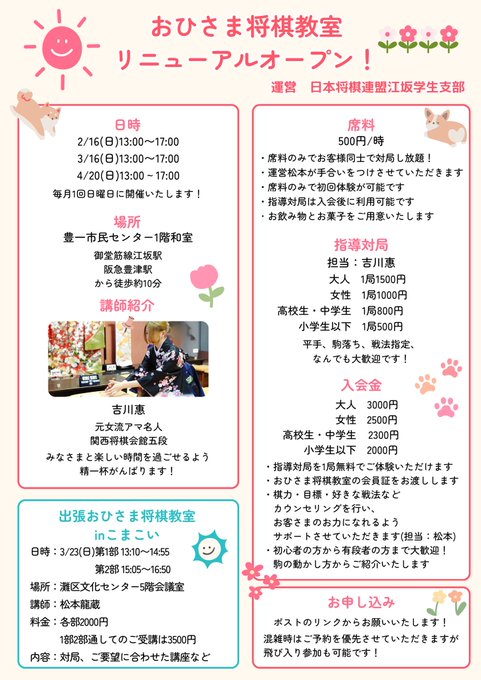 おひさま将棋教室
リニューアルオープン！
運営　日本将棋連盟江坂学生支部
日時
2/16(日)13:00〜17:00
3/16(日)13:00〜17:00
4/20(日)13:00‐17:00
毎月1回日曜日に開催いたします！
場所
豊一市民センター1階和室
御堂筋線江坂駅
阪急豊津駅
から徒歩約10分
講師紹介
吉川惠
元女流アマ名人
関西将棋会館五段
みなさまと楽しい時間を過ごせるよう
精一杯がんばります！
出張おひさま将棋教室
inこまこい
日時：3/23(日)第1部 13:10〜14:55
第2部 15:05〜16:50
場所：灘区文化センター5階会議室
講師：松本龍蔵
料金：各部2000円
1部2部通してのご受講は3500円
内容：対局、ご要望に合わせた講座など
席料
500円/時
・席料のみでお客様同士で対局し放題！
・運営松本が手合いをつけさせていただきます
・席料のみで初回体験が可能です
・指導対局は入会後に利用可能です
・お飲み物とお菓子をご用意いたします
指導対局
担当：吉川惠
大人　1局1500円
女性　1局1000円
高校生・中学生　1局800円
小学生以下　1局500円
平手、駒落ち、戦法指定、
なんでも大歓迎です！
入会金
大人　3000円
女性　2500円
高校生・中学生　2300円
小学生以下　2000円
・指導対局を1局無料でご体験いただけます
・おひさま将棋教室の会員証をお渡しします
・棋力・目標・好きな戦法など
カウンセリングを行い、
お客さまのお力になれるよう
サポートさせていただきます(担当：松本)
・初心者の方から有段者の方まで大歓迎！
駒の動かし方からご紹介いたします
お申し込み
ポストのリンクからお願いいたします！
混雑時はご予約を優先させていただきますが
飛び入り参加も可能です！